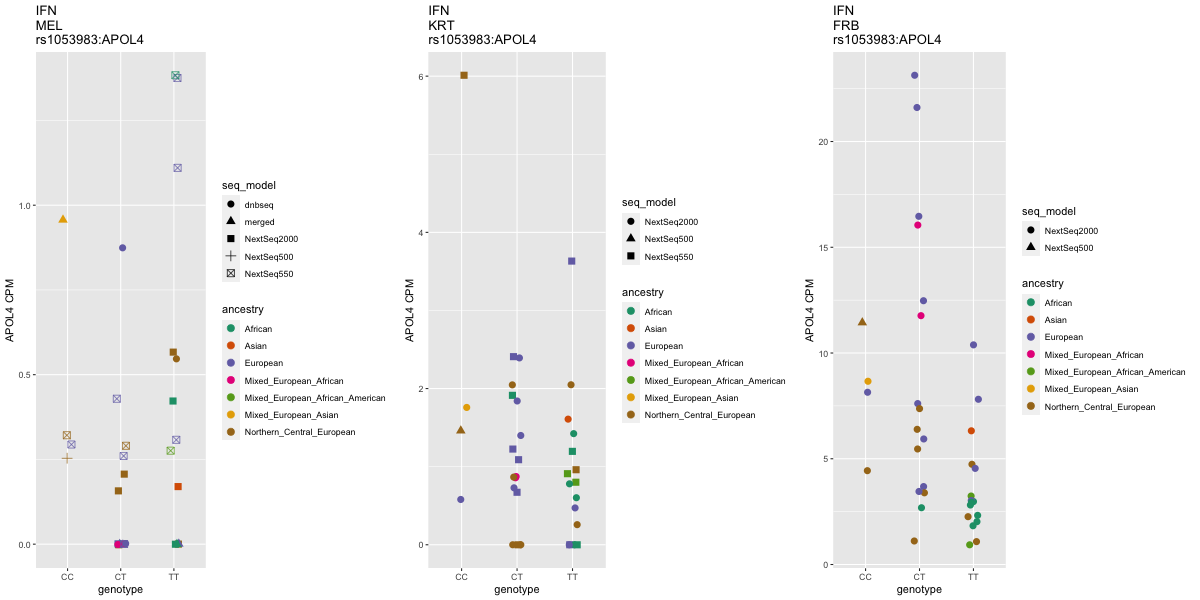 IFN
MEL
rs1053983:APOL4
APOL4 CPM
1.0
0.5
0.0
CC
CT
TT
genotype
seq_model
dnbseq
merged
NextSeq2000
NextSeq500
NextSeq550
ancestry
African
Asian
European
Mixed_European_African
Mixed_European_African_American
Mixed_European_Asian
Northern_Central_European
IFN
KRT
rs1053983:APOL4
APOL4 CPM
6
4
2
0
CC
CT
TT
genotype
seq_model
NextSeq2000
NextSeq500
NextSeq550
ancestry
African
Asian
European
Mixed_European_African
Mixed_European_African_American
Mixed_European_Asian
Northern_Central_European
IFN
FRB
rs1053983:APOL4
APOL4 CPM
20
15
10
5
0
CC
CT
TT
genotype
seq_model
NextSeq2000
NextSeq500
ancestry
African
Asian
European
Mixed_European_African
Mixed_European_African_American
Mixed_European_Asian
Northern_Central_European